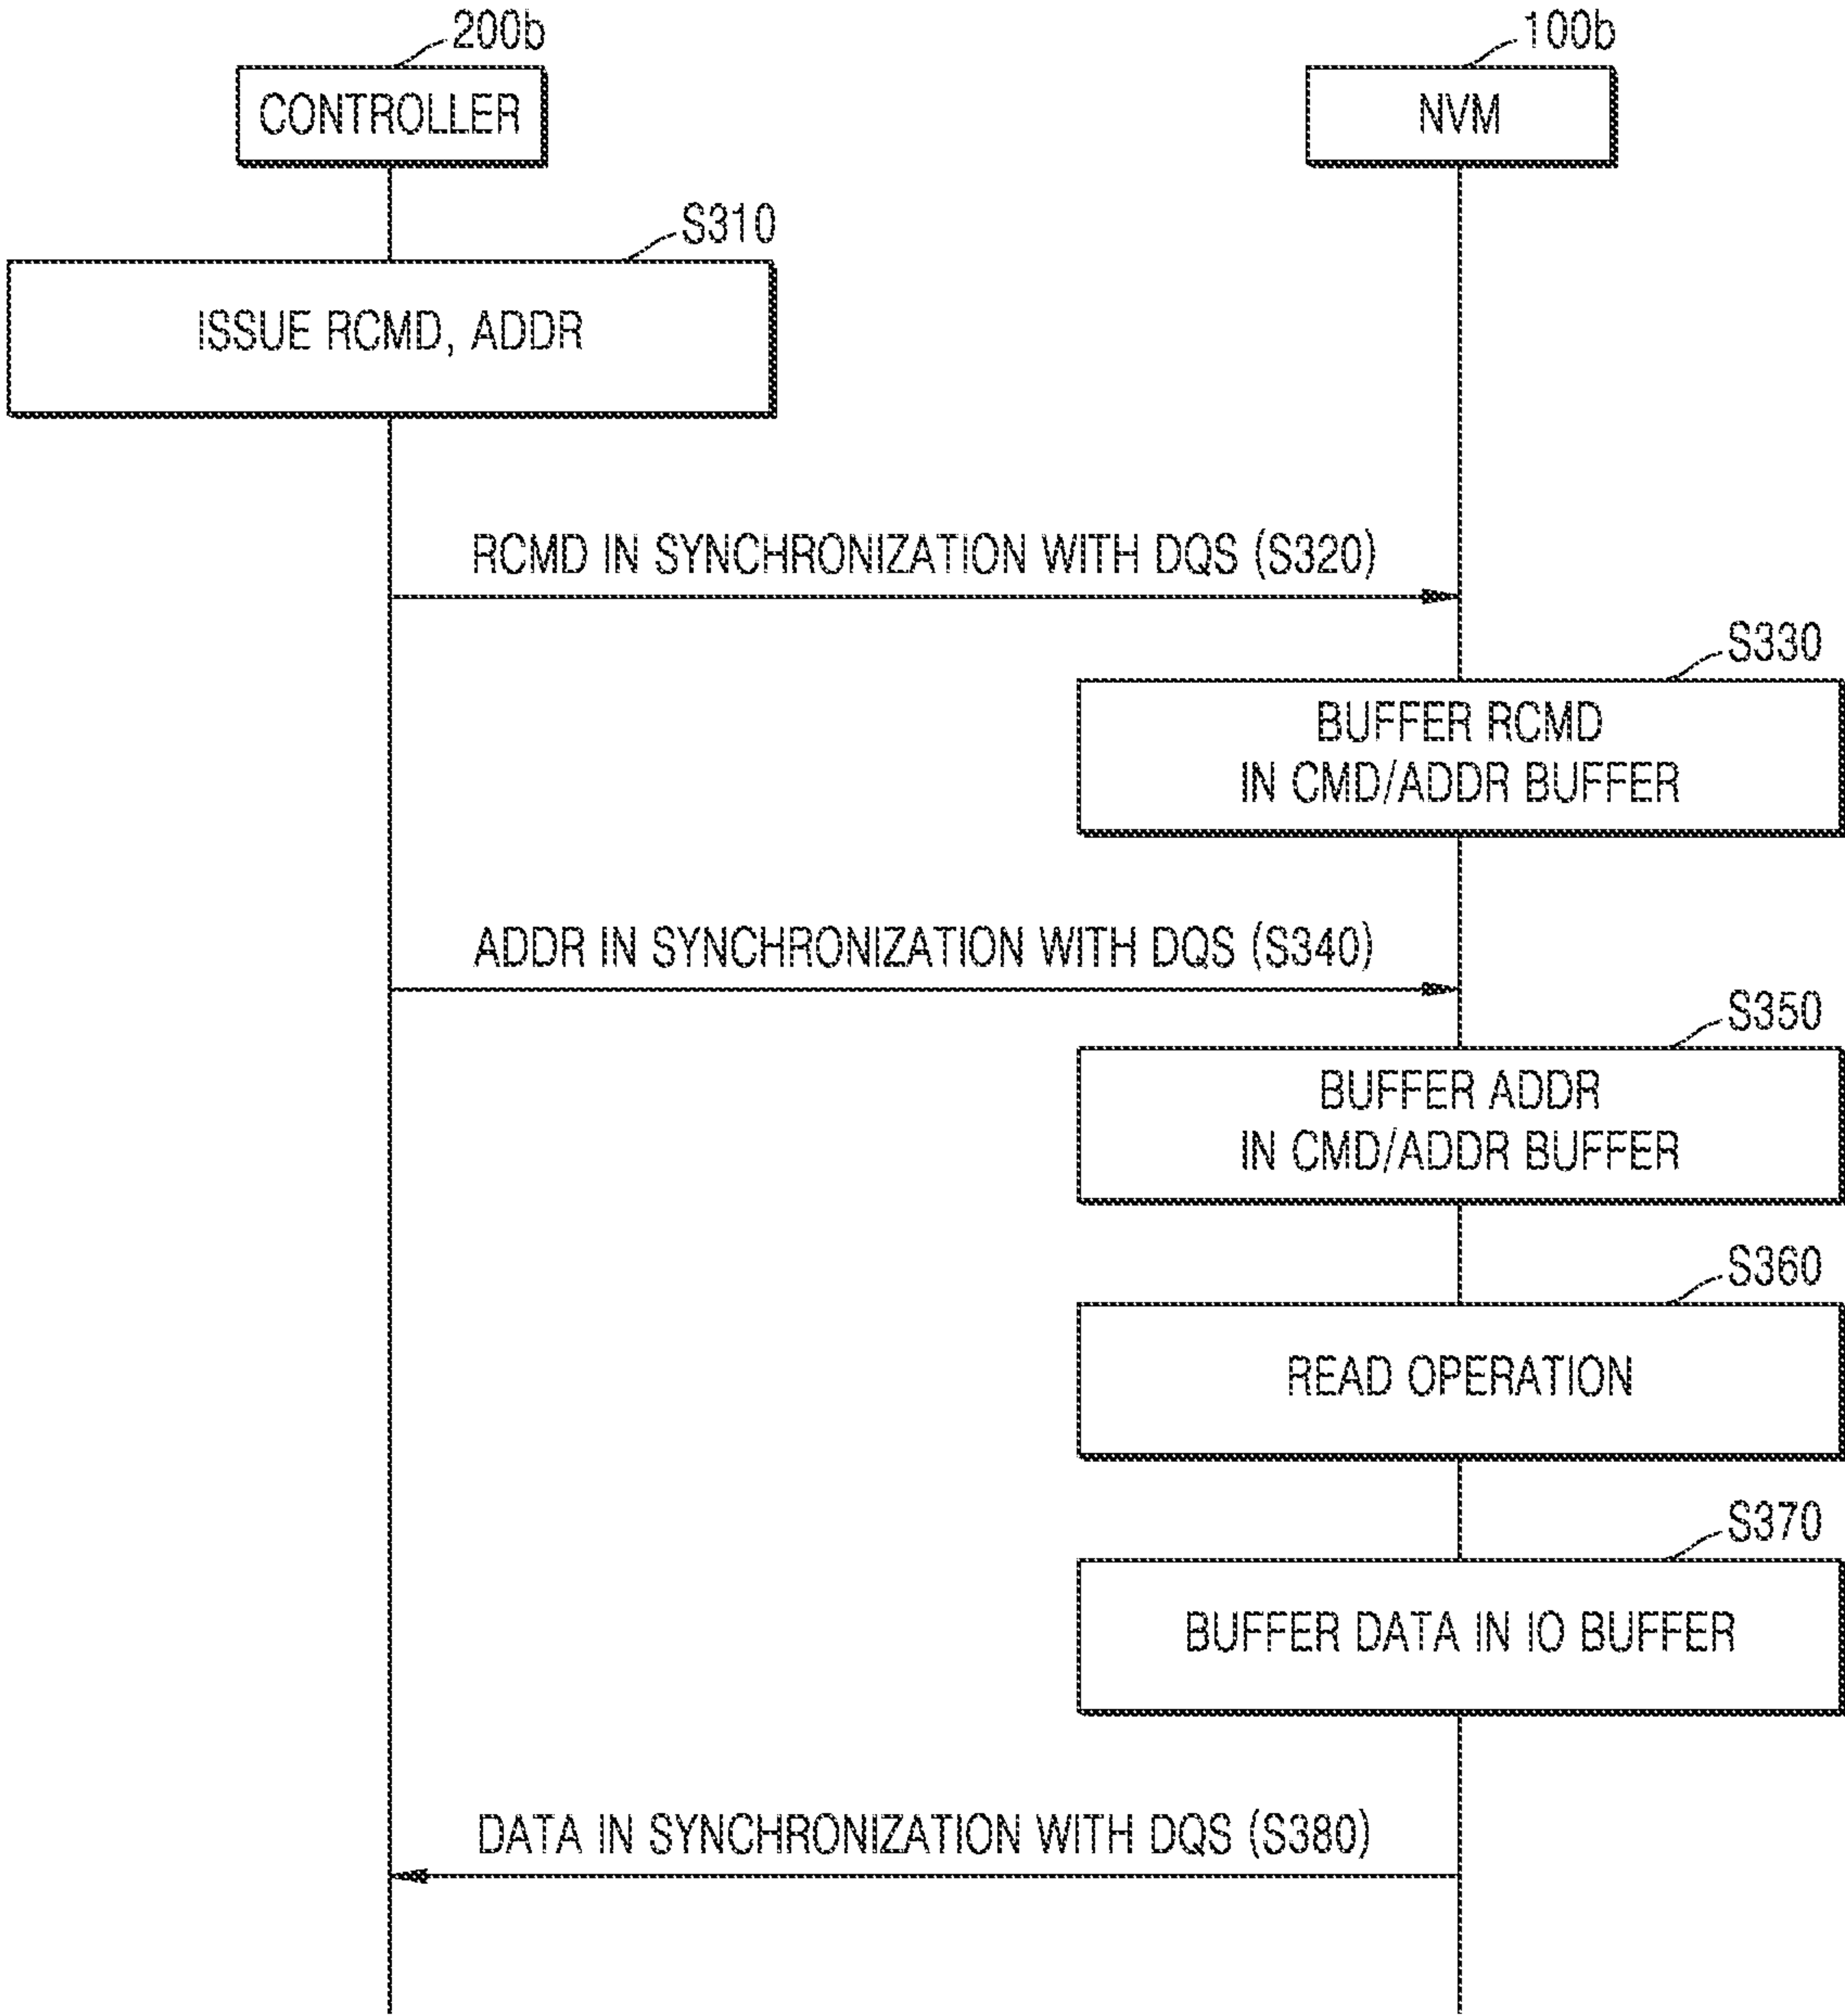 200b
100b
CONTROLLER
NVM
S310
ISSUE RCMD, ADDR
RCMD IN SYNCHRONIZATION WITH DQS (S320)
S330
BUFFER RCMD
IN CMD/ADDR BUFFER
ADDR IN SYNCHRONIZATION WITH DQS (S340)
S350
BUFFER ADDR
IN CMD/ADDR BUFFER
S360
READ OPERATION
S370
BUFFER DATA IN IO BUFFER
DATA IN SYNCHRONIZATION WITH DQS (S380)